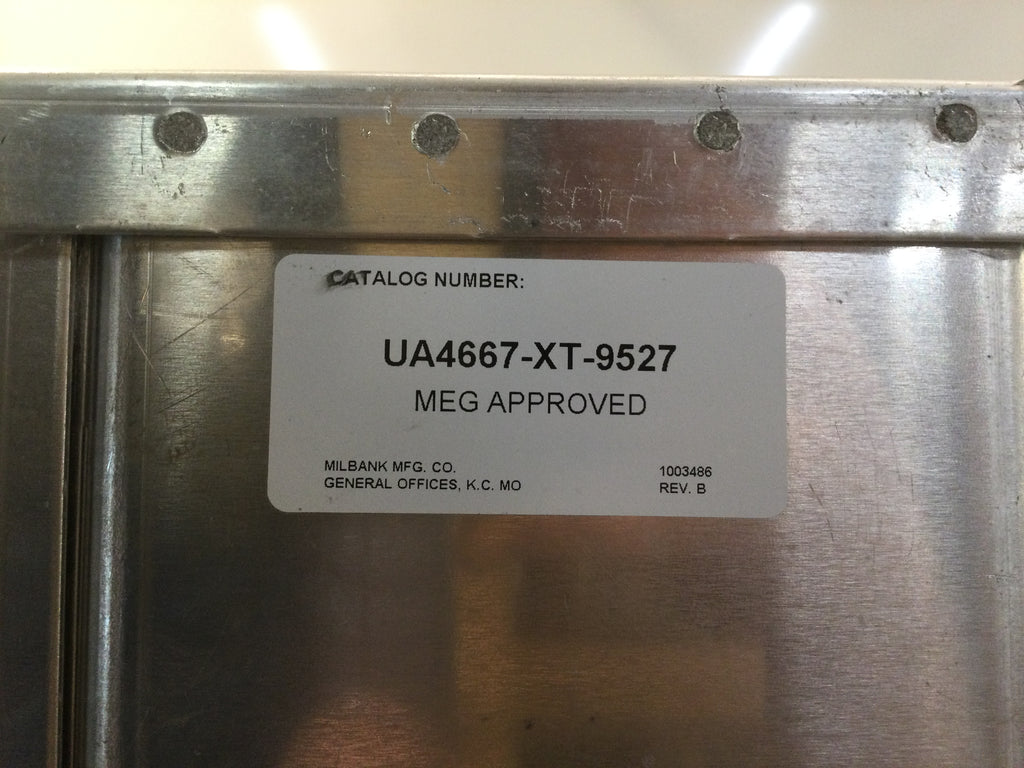 CATALOG NUMBER:
UA4667-XT-9527
MEG APPROVED
MILBANK MFG. CO.
GENERAL OFFICES, K.C. MO
1003486
REV. B